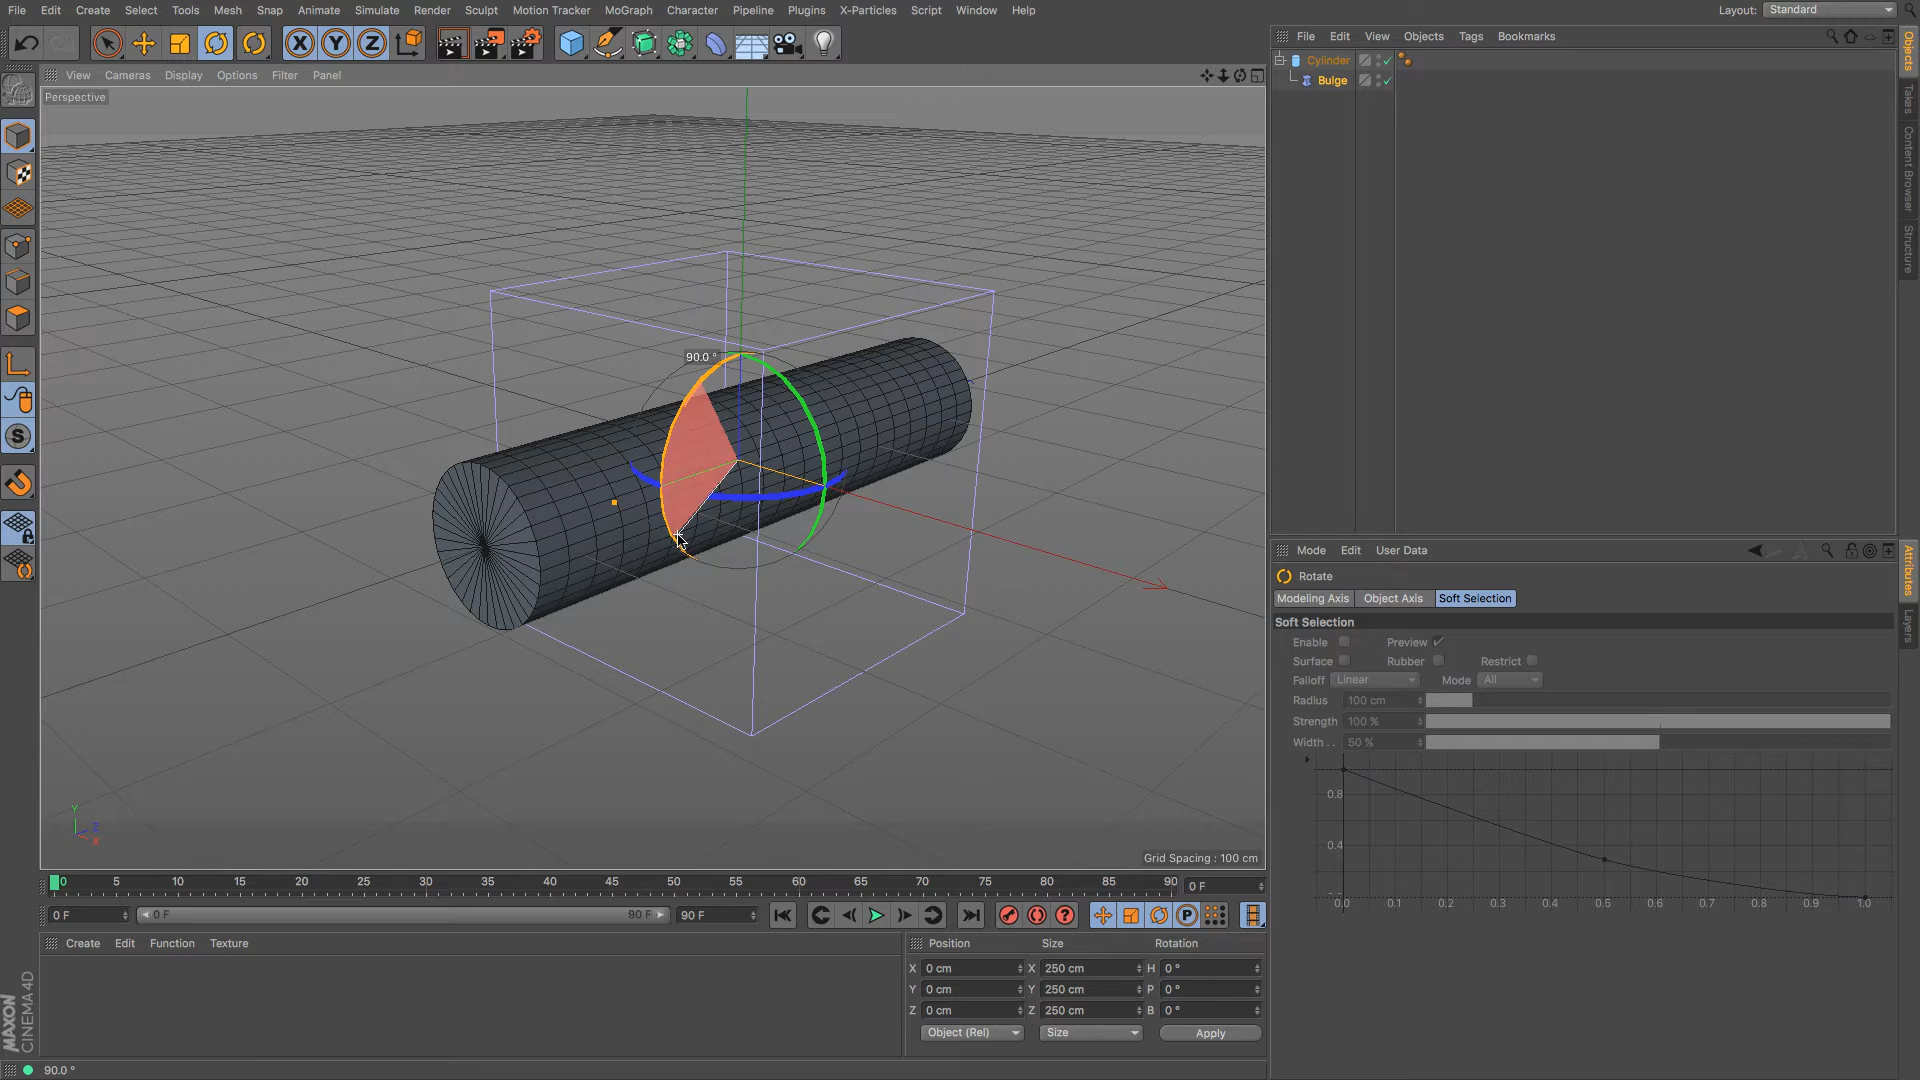 File Edit Create Select Tools Mesh Snap Animate Simulate Render Sculpt Motion Tracker MoGraph Character Pipeline Plugins X-Particles Script Window Help Layout: Standard
X Y Z
File Edit View Objects Tags Bookmarks
View Cameras Display Options Filter Panel
Perspective
Cylinder
Bulge
Objects
Takes
Content Browser
Structure
90.0 °
S
Mode Edit User Data
Attributes
Layers
Rotate
Modeling Axis Object Axis Soft Selection
Soft Selection
Enable Preview
Surface Rubber Restrict
Falloff Linear Mode All
Radius 100 cm
Strength 100 %
Width . . 50 %
0.8
0.4
0.0 0.1 0.2 0.3 0.4 0.5 0.6 0.7 0.8 0.9 1.0
Y
Z
X
Grid Spacing : 100 cm
0 5 10 15 20 25 30 35 40 45 50 55 60 65 70 75 80 85 90 0 F
0 F 0 F 90 F 90 F ? P
Create Edit Function Texture
Position Size Rotation
X 0 cm X 250 cm H 0 °
Y 0 cm Y 250 cm P 0 °
Z 0 cm Z 250 cm B 0 °
Object (Rel) Size Apply
MAXON
CINEMA 4D
90.0 °